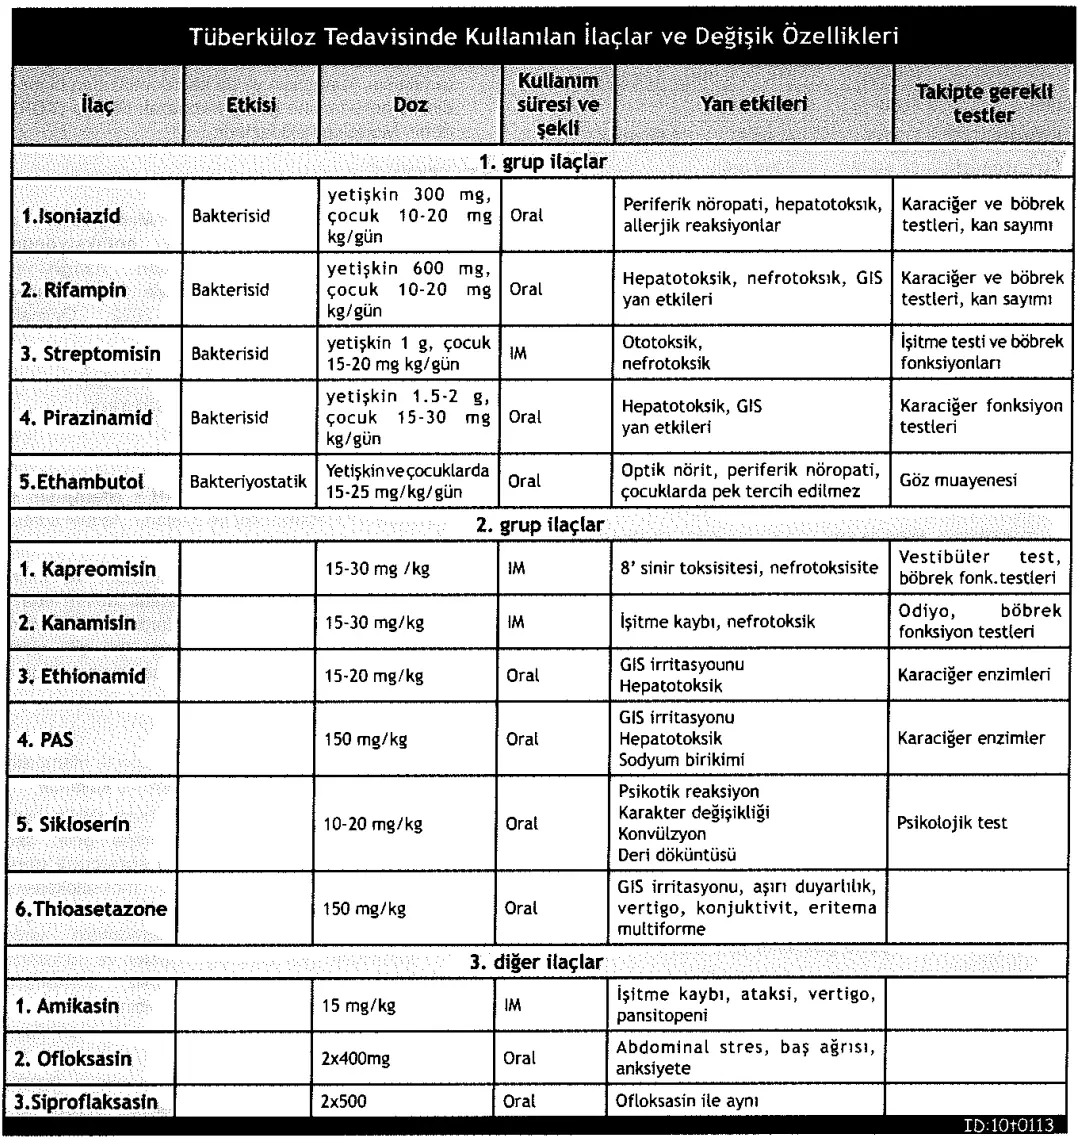 Tüberküloz Tedavisinde Kullanılan İlaçlar ve Değişik Özellikleri
İlaç
Etkisi
Doz
Kullanım
süresi ve
şekli
Yan etkileri
Takipte gerekli
testler
1. grup ilaçlar
1.Isoniazid
Bakterisid
yetişkin 300 mg,
çocuk 10-20 mg
kg/gün
Oral
Periferik nöropati, hepatotoksık,
allerjik reaksiyonlar
Karaciğer ve böbrek
testleri, kan sayımı
2. Rifampin
Bakterisid
yetişkin 600 mg,
çocuk 10-20 mg
kg/gün
Oral
Hepatotoksik, nefrotoksık, GIS
yan etkileri
Karaciğer ve böbrek
testleri, kan sayımı
3. Streptomisin
Bakterisid
yetişkin 1 g, çocuk
15-20 mg kg/gün
IM
Ototoksik,
nefrotoksik
İşitme testi ve böbrek
fonksiyonları
4. Pirazinamid
Bakterisid
yetişkin 1.5-2 g,
çocuk 15-30 mg
kg/gün
Oral
Hepatotoksik, GIS
yan etkileri
Karaciğer fonksiyon
testleri
5.Ethambutol
Bakteriyostatik
Yetişkin ve çocuklarda
15-25 mg/kg/gün
Oral
Optik nörit, periferik nöropati,
çocuklarda pek tercih edilmez
Göz muayenesi
2. grup ilaçlar
1. Kapreomisin
15-30 mg /kg
IM
8' sinir toksisitesi, nefrotoksisite
Vestibüler test,
böbrek fonk.testleri
2. Kanamisin
15-30 mg/kg
IM
İşitme kaybı, nefrotoksik
Odiyo, böbrek
fonksiyon testleri
3. Ethionamid
15-20 mg/kg
Oral
GIS irritasyounu
Hepatotoksik
Karaciğer enzimleri
4. PAS
150 mg/kg
Oral
GIS irritasyonu
Hepatotoksik
Sodyum birikimi
Karaciğer enzimler
5. Sikloserin
10-20 mg/kg
Oral
Psikotik reaksiyon
Karakter değişikliği
Konvülzyon
Deri döküntüsü
Psikolojik test
6.Thioasetazone
150 mg/kg
Oral
GIS irritasyonu, aşırı duyarlılık,
vertigo, konjuktivit, eritema
multiforme
3. diğer ilaçlar
1. Amikasin
15 mg/kg
IM
İşitme kaybı, ataksi, vertigo,
pansitopeni
2. Ofloksasin
2x400mg
Oral
Abdominal stres, baş ağrısı,
anksiyete
3.Siproflaksasin
2x500
Oral
Ofloksasin ile aynı
ID:10t0113